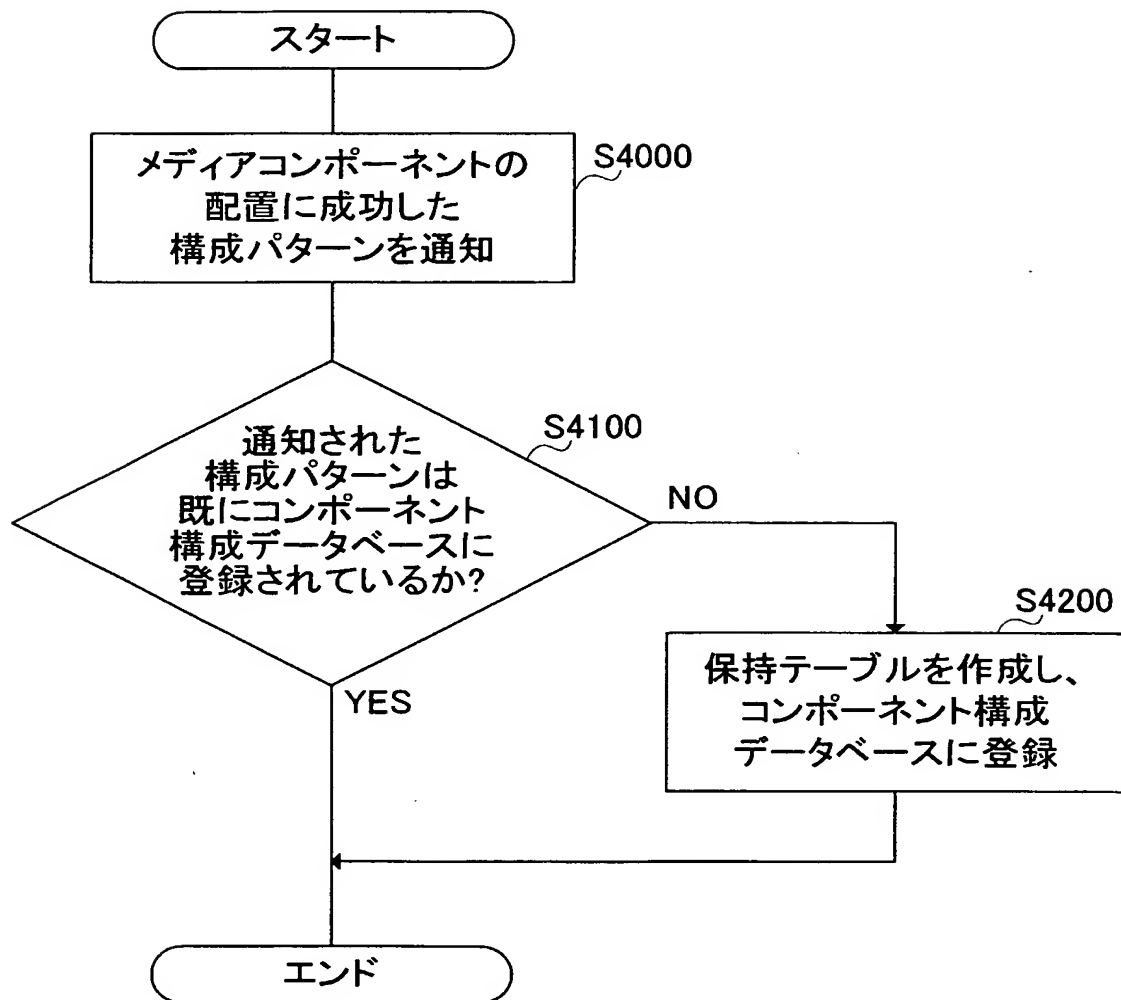 スタート
メディアコンポーネントの
配置に成功した
構成パターンを通知
S4000
通知された
構成パターンは
既にコンポーネント
構成データベースに
登録されているか?
S4100
NO
YES
S4200
保持テーブルを作成し、
コンポーネント構成
データベースに登録
エンド